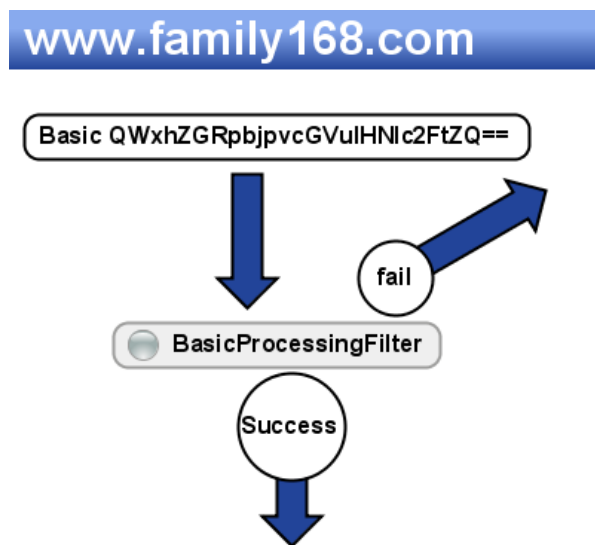 www.family168.com
Basic QWxhZGRpbjpvcGVuIHNlc2FtZQ==
fail
BasicProcessingFilter
Success